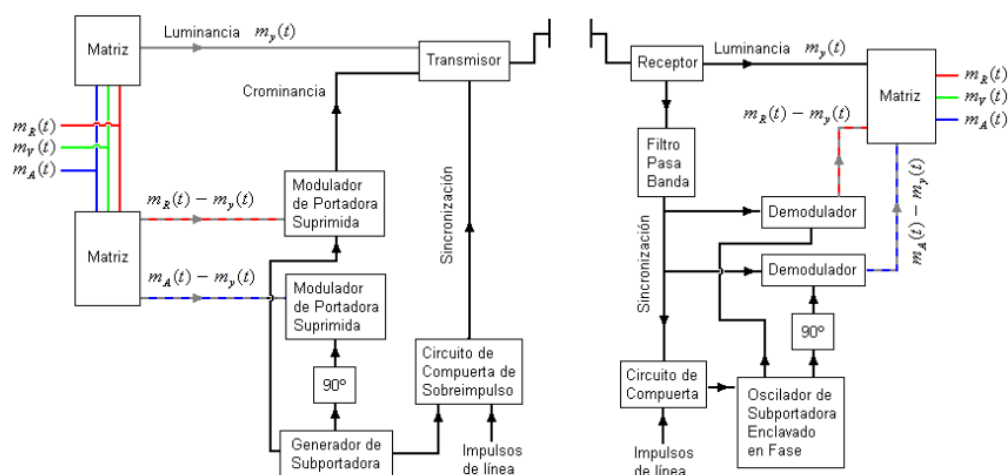 Matriz
Luminancia m_y(t)
Transmisor
Crominancia
m_R(t)
m_V(t)
m_A(t)
m_R(t) − m_y(t)
Modulador
de Portadora
Suprimida
Sincronización
Matriz
m_A(t) − m_y(t)
Modulador
de Portadora
Suprimida
90º
Circuito de
Compuerta de
Sobreimpulso
Generador de
Subportadora
Impulsos
de línea
Receptor
Luminancia m_y(t)
Matriz
m_R(t)
m_V(t)
m_A(t)
m_R(t) − m_y(t)
Filtro
Pasa
Banda
Demodulador
m_A(t) − m_y(t)
Sincronización
Demodulador
90º
Circuito de
Compuerta
Oscilador de
Subportadora
Enclavado
en Fase
Impulsos
de línea